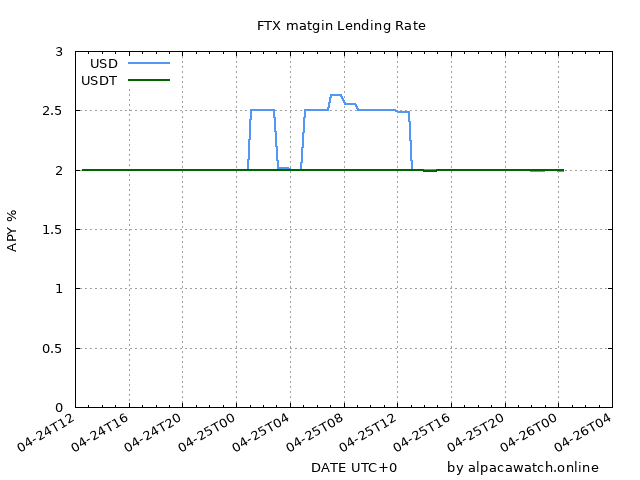 FTX matgin Lending Rate
3
USD
USDT
2.5
2
1.5
APY %
1
0.5
0
04-24T12 04-24T16 04-24T20 04-25T00 04-25T04 04-25T08 04-25T12 04-25T16 04-25T20 04-26T00 04-26T04
DATE UTC+0 by alpacawatch.online